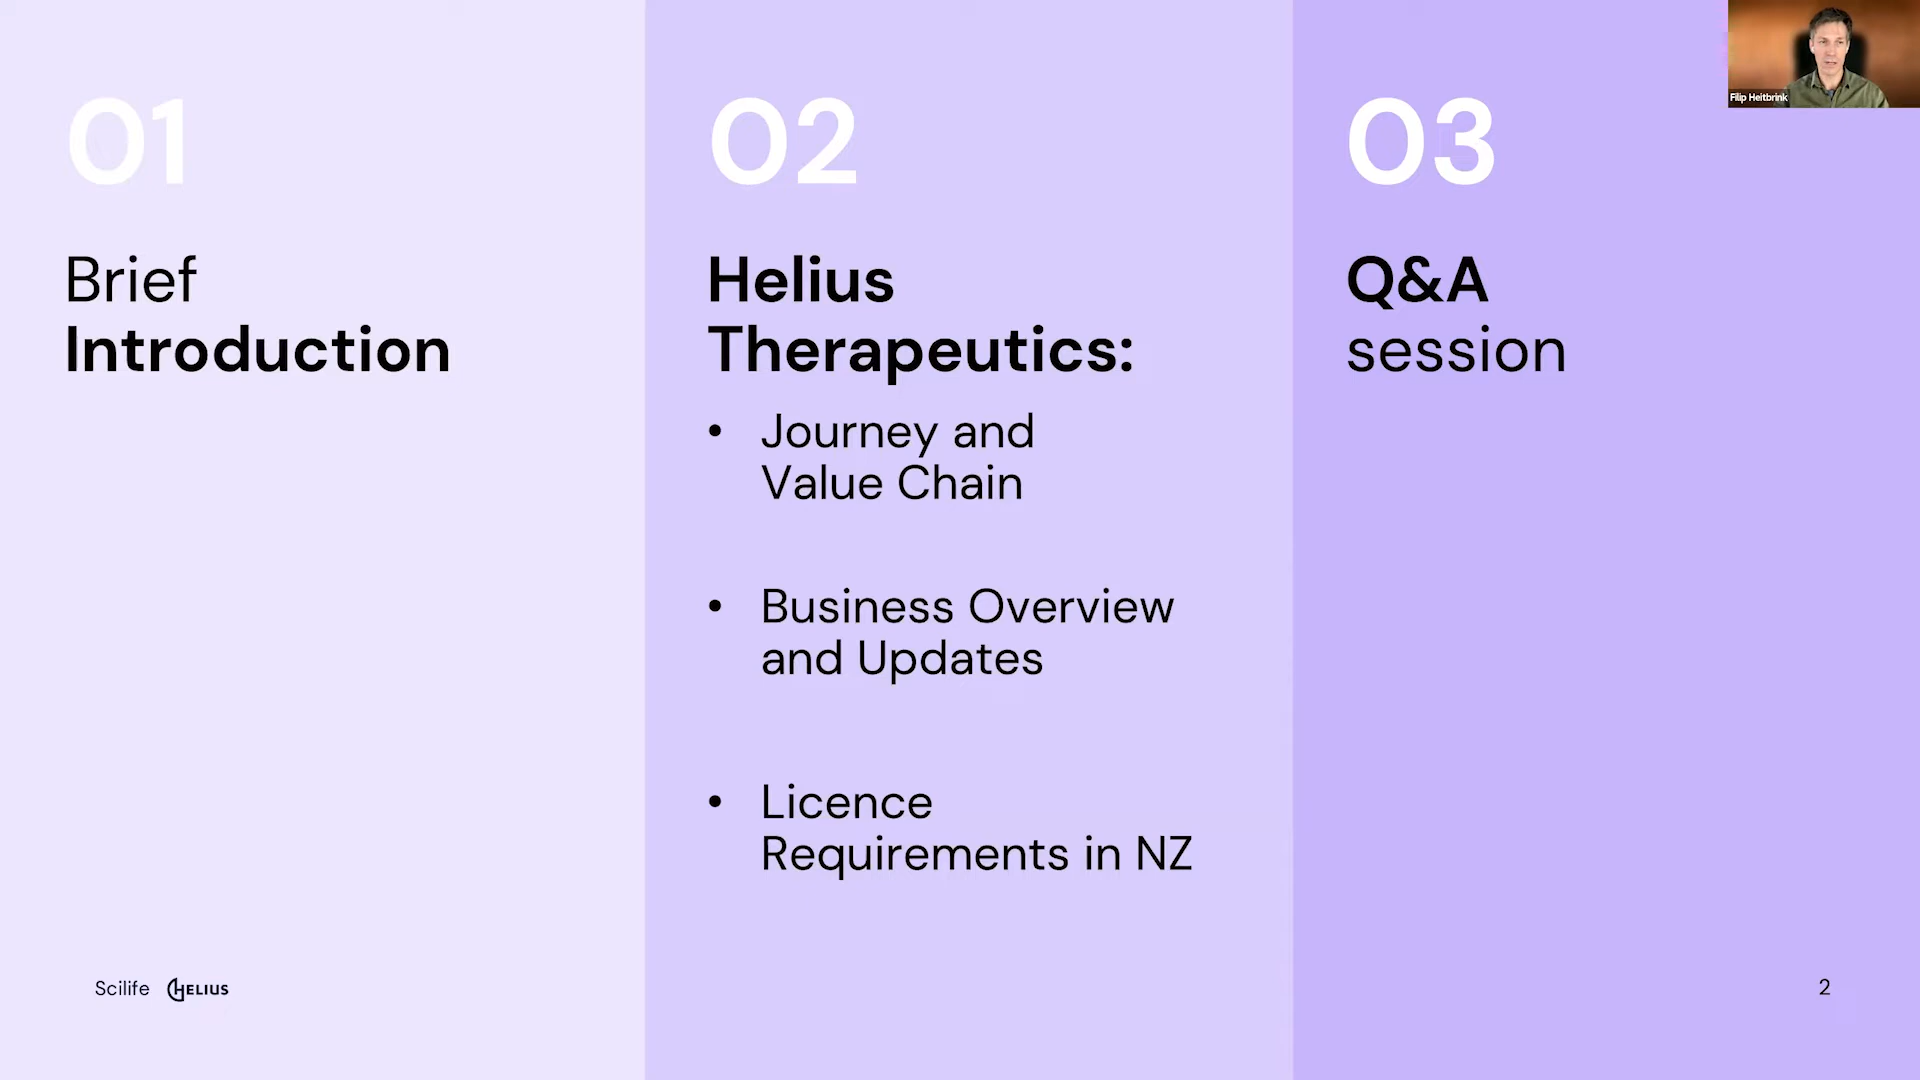 01
Brief
Introduction
02
Helius
Therapeutics:
• Journey and
Value Chain
• Business Overview
and Updates
• Licence
Requirements in NZ
03
Q&A
session
Filip Heitbrink
Scilife HELIUS
2